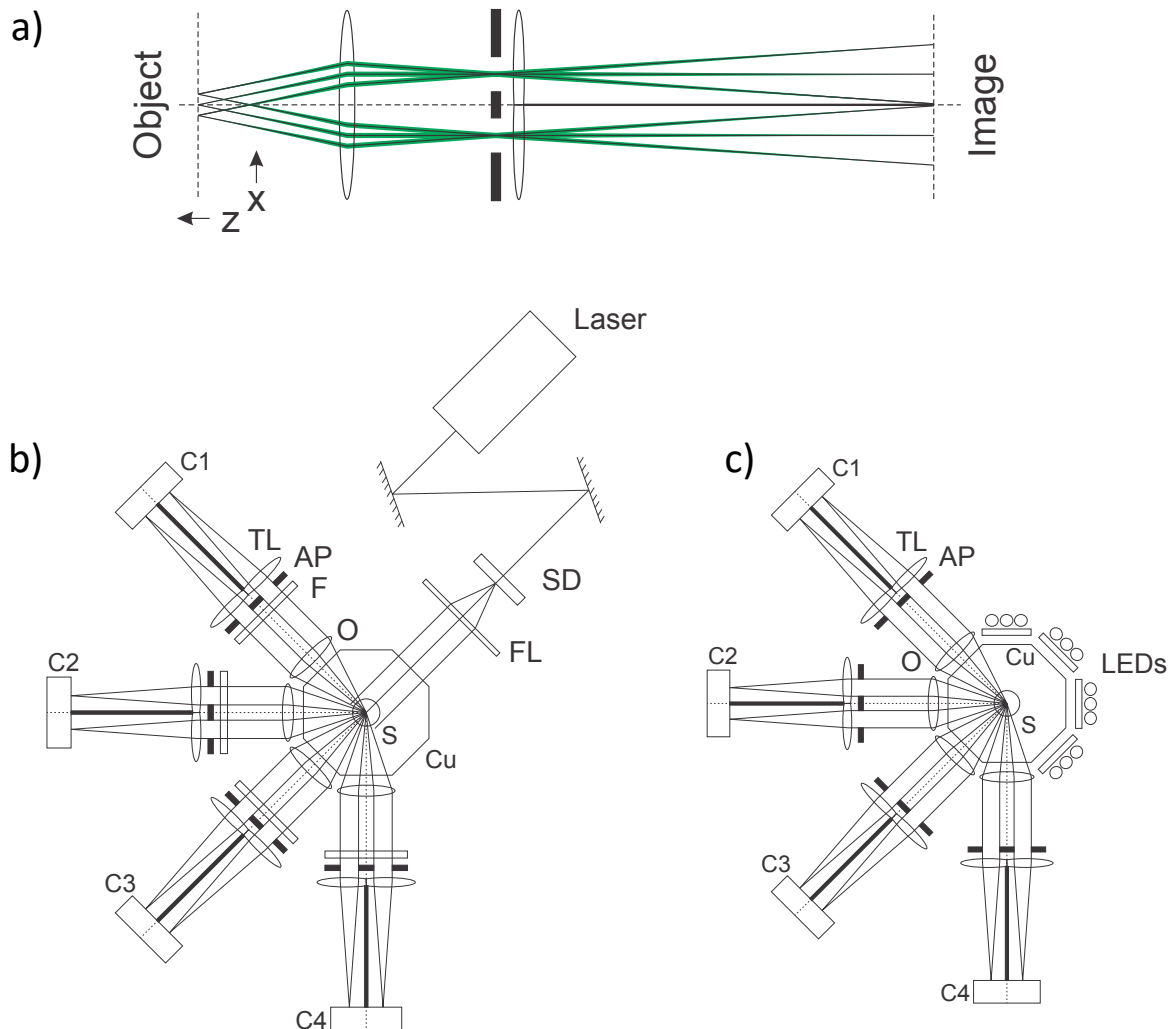 a)
Object
Image
x
z
Laser
b)
C1
TL
AP
F
O
SD
FL
C2
S
Cu
C3
C4
c)
C1
TL
AP
Cu
LEDs
O
C2
S
C3
C4